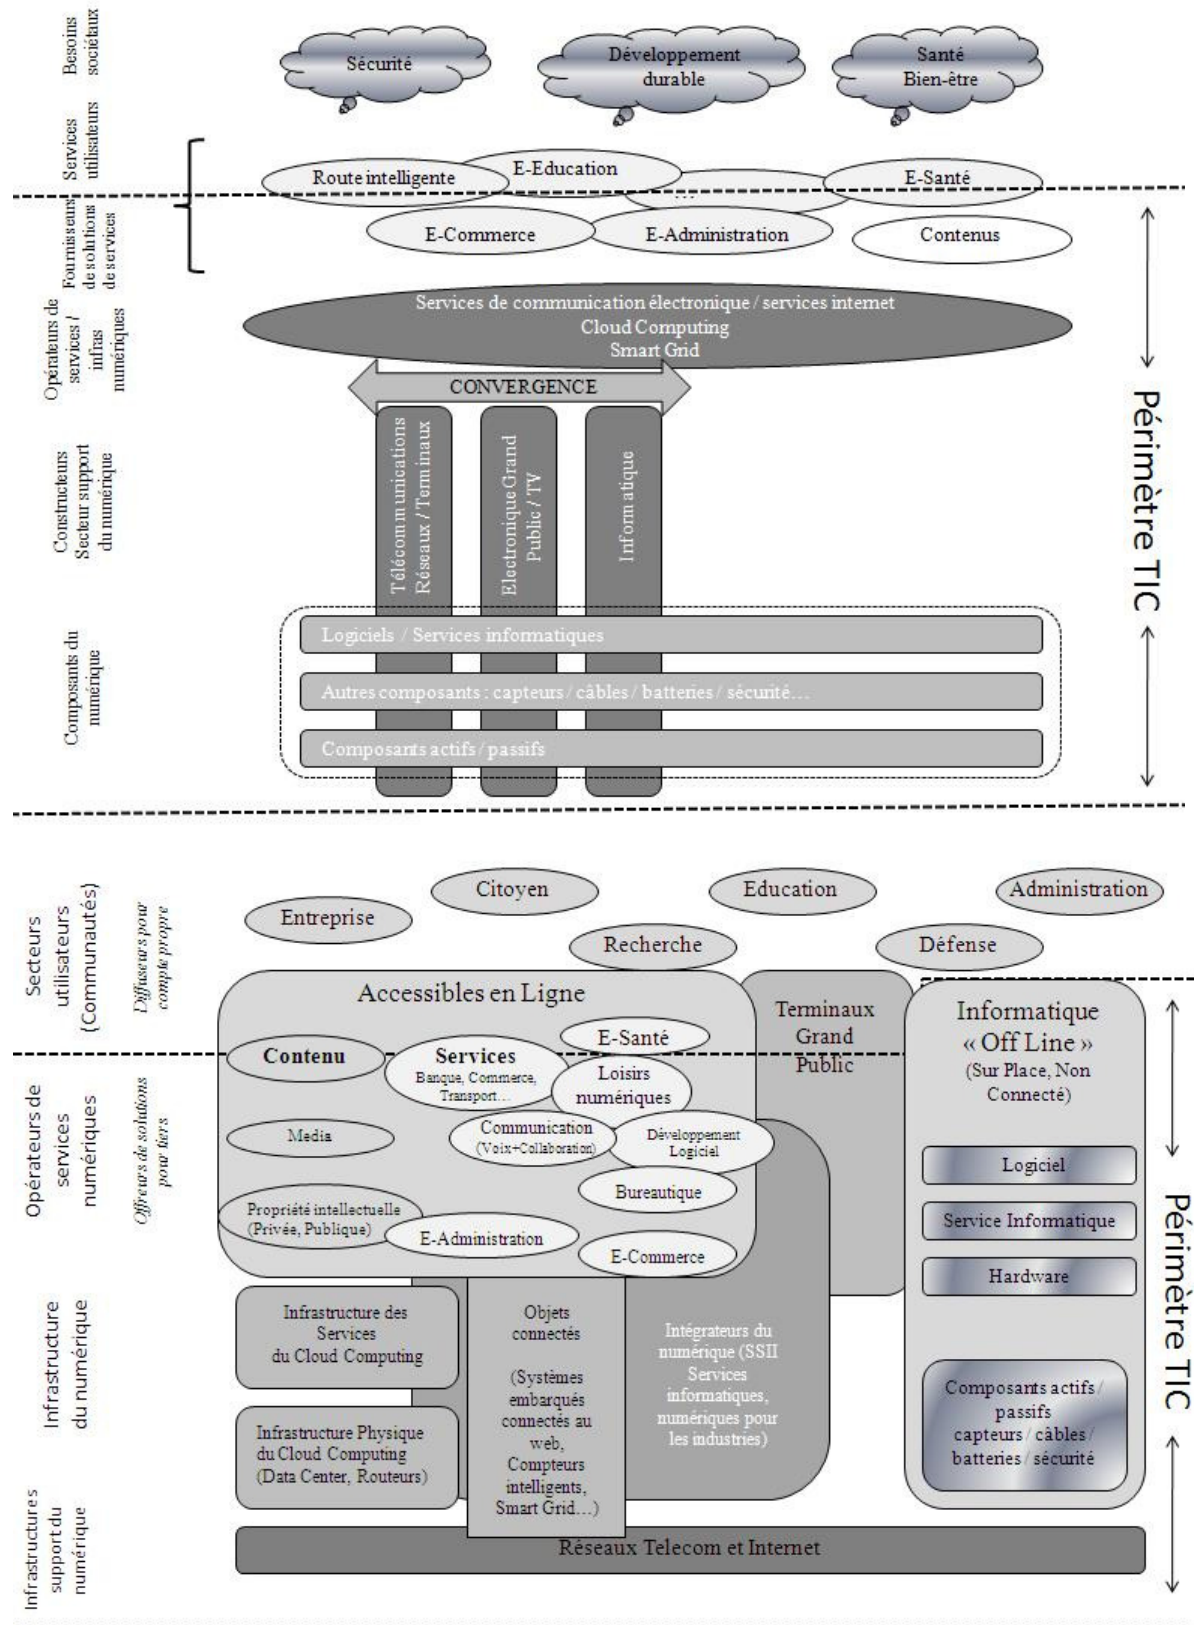 Besoins
sociétaux
Sécurité
Développement
durable
Santé
Bien-être
Services
utilisateurs
Route intelligente
E-Education
...
E-Santé
Fournisseurs
de solutions
de services
E-Commerce
E-Administration
Contenus
Opérateurs de
services /
infras
numériques
Services de communication électronique / services internet
Cloud Computing
Smart Grid
CONVERGENCE
Constructeurs
Secteur support
du numérique
Télécommunications
Réseaux / Terminaux
Electronique Grand
Public / TV
Informatique
Périmètre TIC
Composants du
numérique
Logiciels / Services informatiques
Autres composants : capteurs / câbles / batteries / sécurité...
Composants actifs / passifs
Secteurs
utilisateurs
(Communautés)
Diffuseurs pour
compte propre
Entreprise
Citoyen
Education
Administration
Recherche
Défense
Accessibles en Ligne
Terminaux
Grand
Public
Informatique
« Off Line »
(Sur Place, Non
Connecté)
Opérateurs de
services
numériques
Offreurs de solutions
pour tiers
Contenu
Services
Banque, Commerce,
Transport...
E-Santé
Loisirs
numériques
Media
Communication
(Voix+Collaboration)
Développement
Logiciel
Bureautique
Propriété intellectuelle
(Privée, Publique)
E-Administration
E-Commerce
Logiciel
Service Informatique
Hardware
Périmètre TIC
Infrastructure
du numérique
Infrastructure des
Services
du Cloud Computing
Infrastructure Physique
du Cloud Computing
(Data Center, Routeurs)
Objets
connectés
(Systèmes
embarqués
connectés au
web,
Compteurs
intelligents,
Smart Grid...)
Intégrateurs du
numérique (SSII
Services
informatiques,
numériques pour
les industries)
Composants actifs /
passifs
capteurs / câbles /
batteries / sécurité
Infrastructures
support du
numérique
Réseaux Telecom et Internet